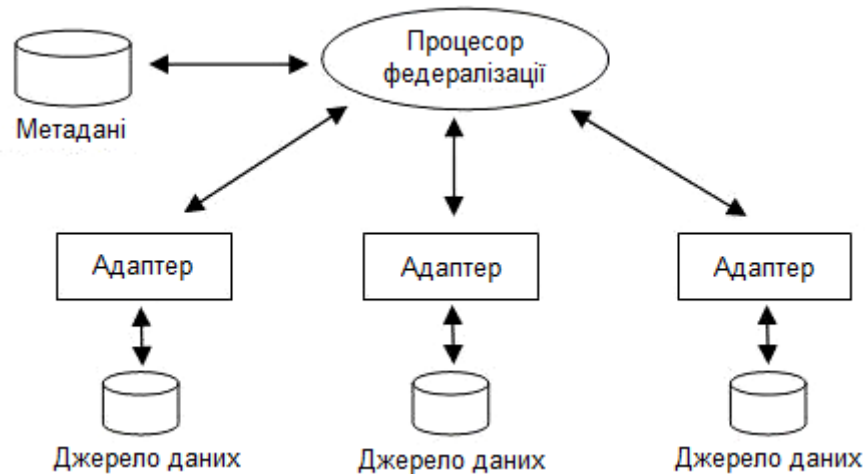 Процесор
федералізації
Метадані
Адаптер
Адаптер
Адаптер
Джерело даних
Джерело даних
Джерело даних